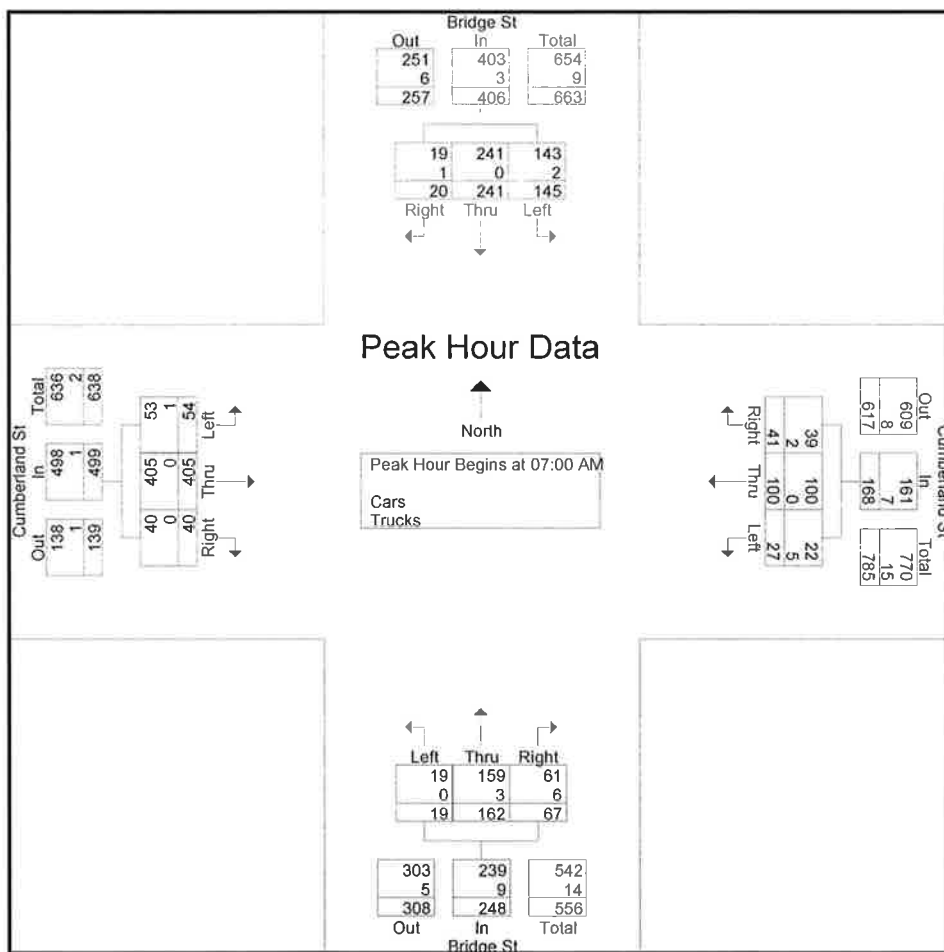 Bridge St
Out In Total
251 403 654
6 3 9
257 406 663
19 241 143
1 0 2
20 241 145
Right Thru Left
Peak Hour Data
North
Peak Hour Begins at 07:00 AM
Cars
Trucks
Cumberland St
Out In Total
138 498 636
1 1 2
139 499 638
53 405 40
1 0 0
54 405 40
Left Thru Right
Cumberland St
Out In Total
609 161 770
8 7 15
617 168 785
39 100 22
2 0 5
41 100 27
Right Thru Left
Left Thru Right
19 159 61
0 3 6
19 162 67
303 239 542
5 9 14
308 248 556
Out In Total
Bridge St